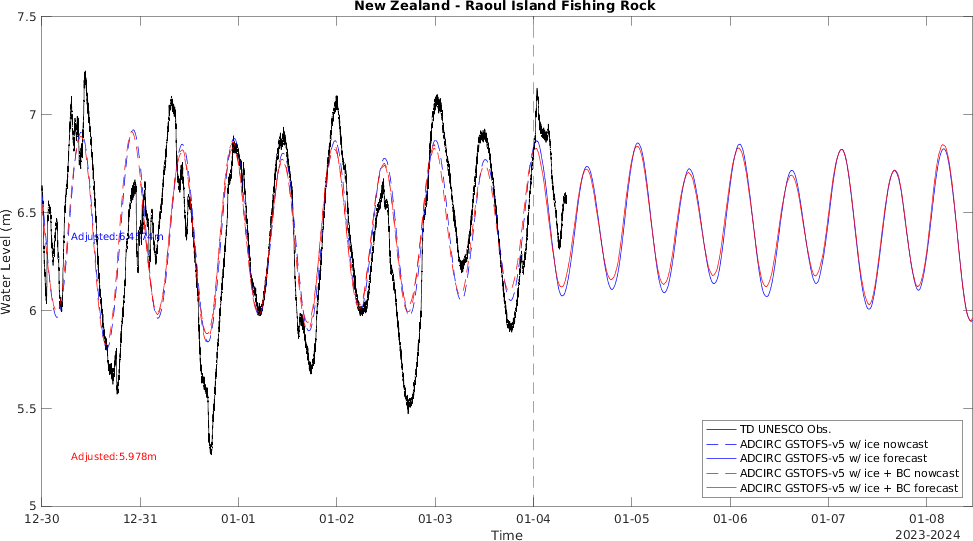 New Zealand - Raoul Island Fishing Rock
7.5
7
6.5
6
5.5
5
Water Level (m)
Adjusted:
Adjusted:5.978m
TD UNESCO Obs.
ADCIRC GSTOFS-v5 w/ ice nowcast
ADCIRC GSTOFS-v5 w/ ice forecast
ADCIRC GSTOFS-v5 w/ ice + BC nowcast
ADCIRC GSTOFS-v5 w/ ice + BC forecast
12-30 12-31 01-01 01-02 01-03 01-04 01-05 01-06 01-07 01-08
Time
2023-2024